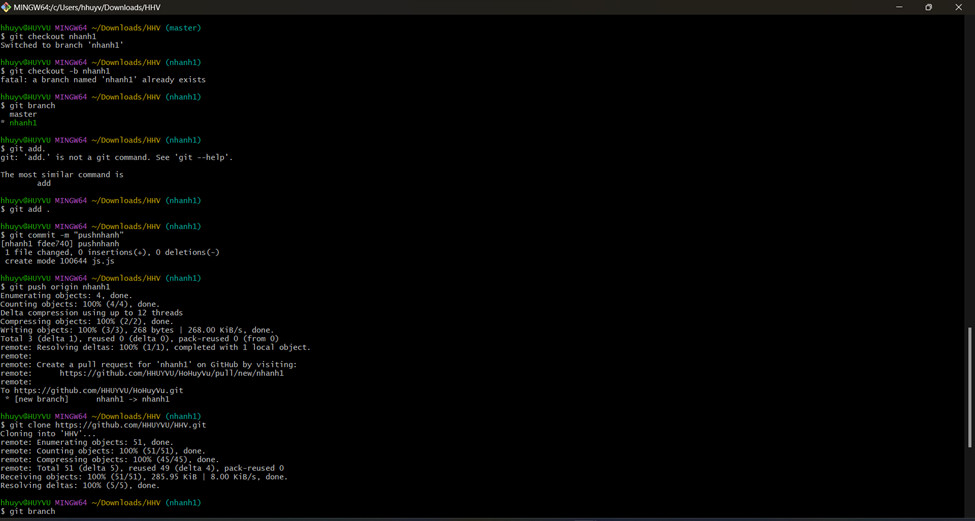 MINGW64:/c/Users/hhuyv/Downloads/HHV
hhuyv@HUYVU MINGW64 ~/Downloads/HHV (master)
$ git checkout nhanh1
Switched to branch 'nhanh1'
hhuyv@HUYVU MINGW64 ~/Downloads/HHV (nhanh1)
$ git checkout -b nhanh1
fatal: a branch named 'nhanh1' already exists
hhuyv@HUYVU MINGW64 ~/Downloads/HHV (nhanh1)
$ git branch
  master
* nhanh1
hhuyv@HUYVU MINGW64 ~/Downloads/HHV (nhanh1)
$ git add.
git: 'add.' is not a git command. See 'git --help'.
The most similar command is
        add
hhuyv@HUYVU MINGW64 ~/Downloads/HHV (nhanh1)
$ git add .
hhuyv@HUYVU MINGW64 ~/Downloads/HHV (nhanh1)
$ git commit -m "pushnhanh"
[nhanh1 fdee740] pushnhanh
 1 file changed, 0 insertions(+), 0 deletions(-)
 create mode 100644 js.js
hhuyv@HUYVU MINGW64 ~/Downloads/HHV (nhanh1)
$ git push origin nhanh1
Enumerating objects: 4, done.
Counting objects: 100% (4/4), done.
Delta compression using up to 12 threads
Compressing objects: 100% (2/2), done.
Writing objects: 100% (3/3), 268 bytes | 268.00 KiB/s, done.
Total 3 (delta 1), reused 0 (delta 0), pack-reused 0 (from 0)
remote: Resolving deltas: 100% (1/1), completed with 1 local object.
remote:
remote: Create a pull request for 'nhanh1' on GitHub by visiting:
remote:      https://github.com/HHUYVU/HoHuyVu/pull/new/nhanh1
remote:
To https://github.com/HHUYVU/HoHuyVu.git
 * [new branch]      nhanh1 -> nhanh1
hhuyv@HUYVU MINGW64 ~/Downloads/HHV (nhanh1)
$ git clone https://github.com/HHUYVU/HHV.git
Cloning into 'HHV'...
remote: Enumerating objects: 51, done.
remote: Counting objects: 100% (51/51), done.
remote: Compressing objects: 100% (45/45), done.
remote: Total 51 (delta 5), reused 49 (delta 4), pack-reused 0
Receiving objects: 100% (51/51), 285.95 KiB | 8.00 KiB/s, done.
Resolving deltas: 100% (5/5), done.
hhuyv@HUYVU MINGW64 ~/Downloads/HHV (nhanh1)
$ git branch